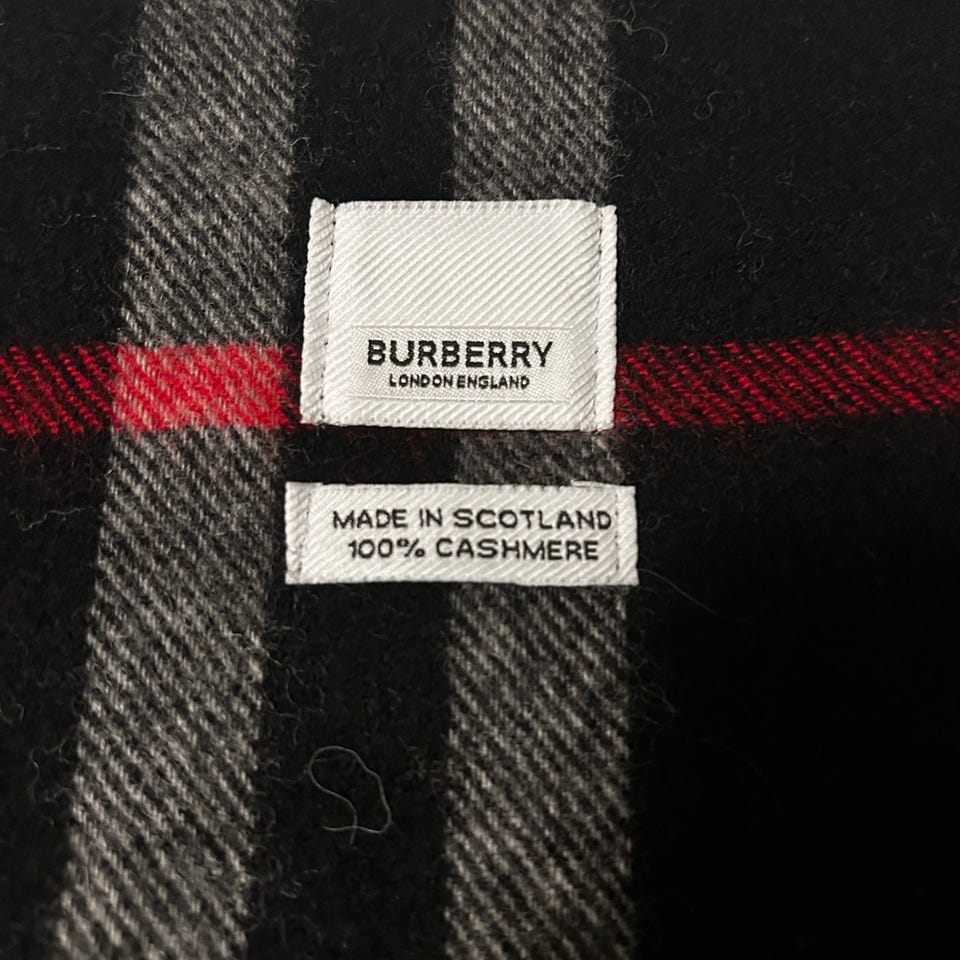 BURBERRY
LONDON ENGLAND
MADE IN SCOTLAND
100% CASHMERE